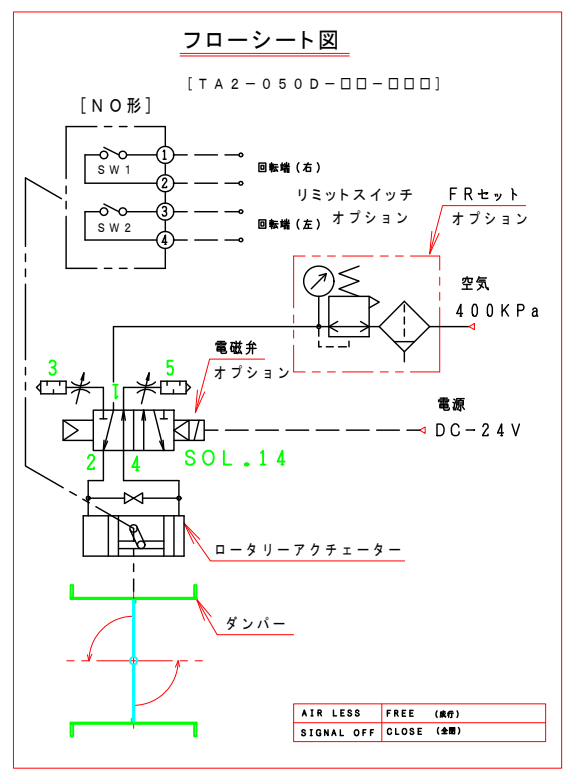 フローシート図
[TA2-050D-□□-□□□]
[NO形]
1
SW1
2
回転端(右)
3
SW2
4
回転端(左)
リミットスイッチ
オプション
FRセット
オプション
空気
400KPa
電磁弁
オプション
3
1
5
電源
DC-24V
2
4
SOL.14
ロータリーアクチェーター
ダンパー
AIR LESS FREE (成行)
SIGNAL OFF CLOSE (全閉)